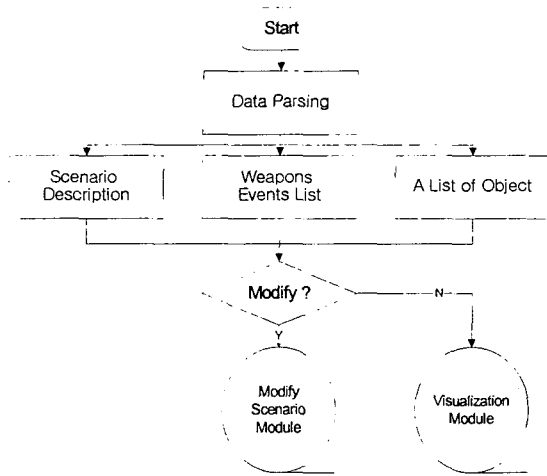 Start
Data Parsing
Scenario
Description
Weapons
Events List
A List of Object
Modify ?
N
Y
Modify
Scenario
Module
Visualization
Module